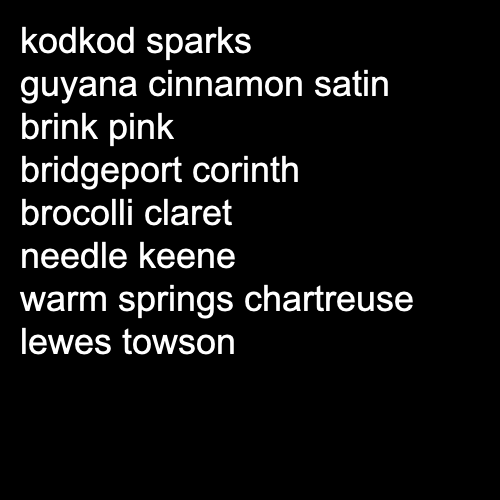 kodkod sparks
guyana cinnamon satin
brink pink
bridgeport corinth
brocolli claret
needle keene
warm springs chartreuse
lewes towson